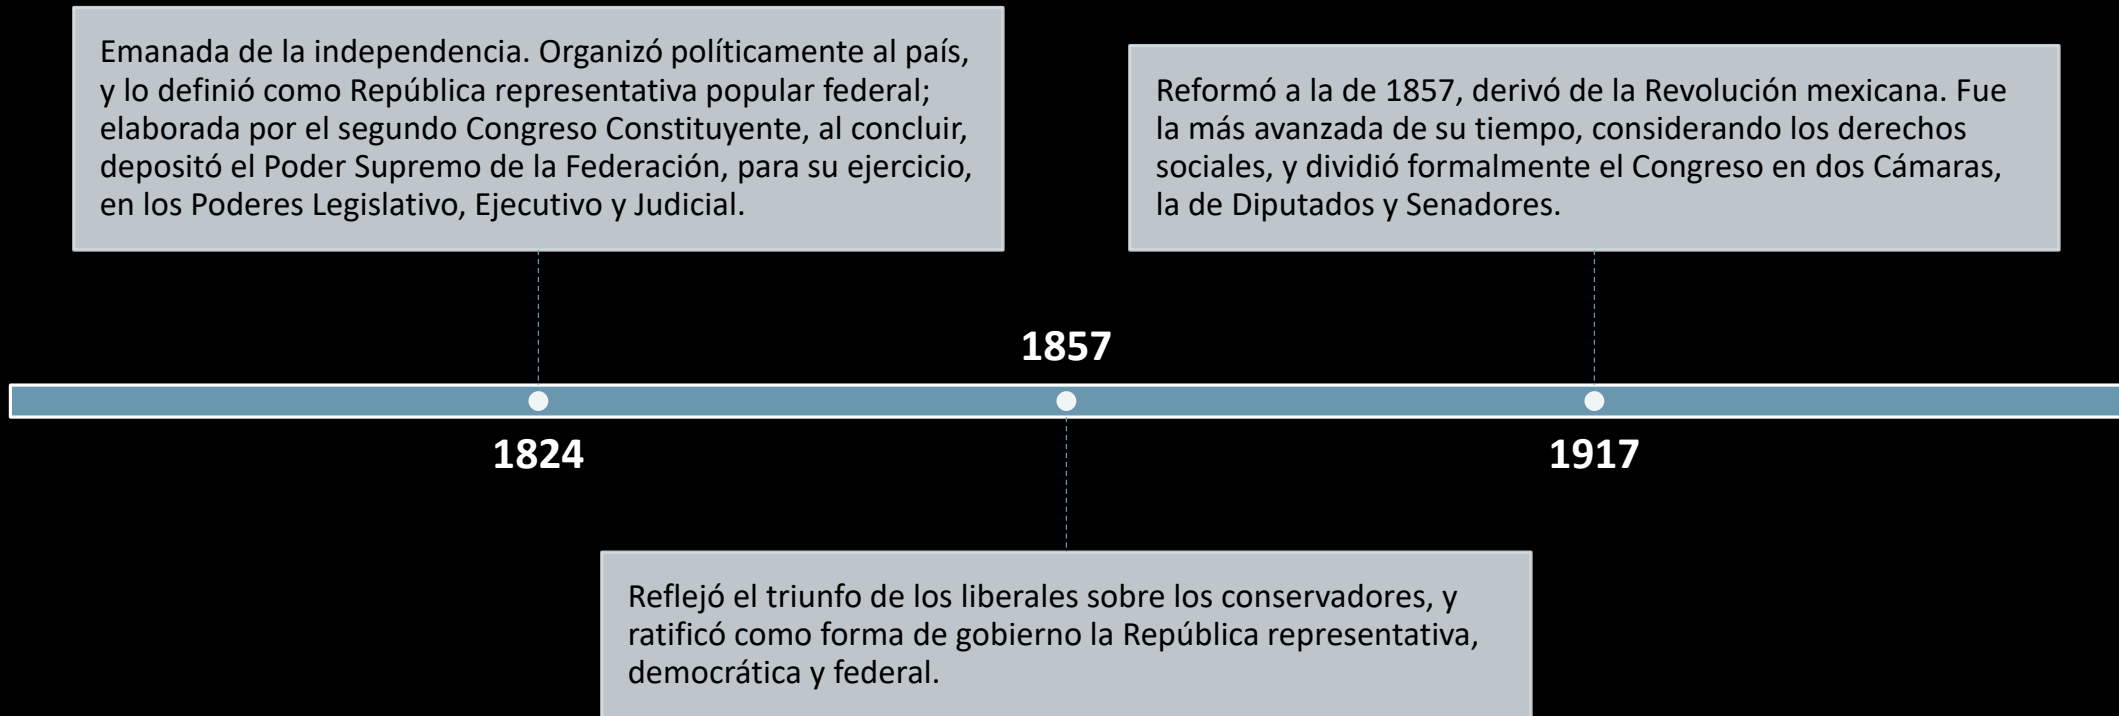 Emanada de la independencia. Organizó políticamente al país,
y lo definió como República representativa popular federal;
elaborada por el segundo Congreso Constituyente, al concluir,
depositó el Poder Supremo de la Federación, para su ejercicio,
en los Poderes Legislativo, Ejecutivo y Judicial.
1824
1857
Reflejó el triunfo de los liberales sobre los conservadores, y
ratificó como forma de gobierno la República representativa,
democrática y federal.
Reformó a la de 1857, derivó de la Revolución mexicana. Fue
la más avanzada de su tiempo, considerando los derechos
sociales, y dividió formalmente el Congreso en dos Cámaras,
la de Diputados y Senadores.
1917